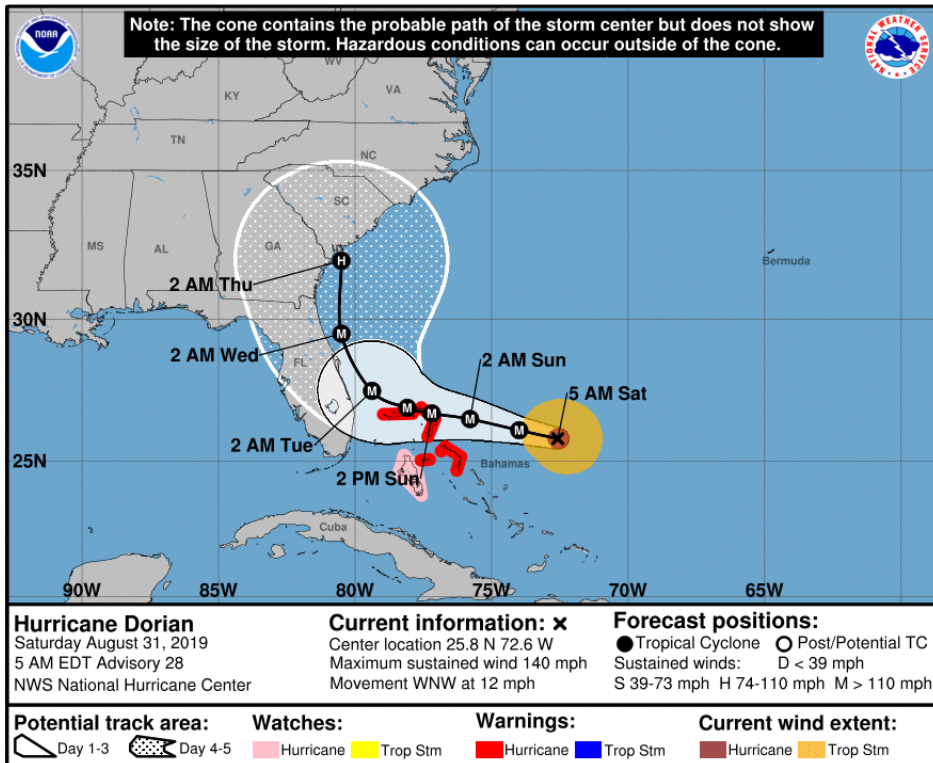 Note: The cone contains the probable path of the storm center but does not show
the size of the storm. Hazardous conditions can occur outside of the cone.
NOAA
NATIONAL WEATHER SERVICE
WV
KY
VA
TN
NC
35N
SC
MS
AL
GA
Bermuda
2 AM Thu
30N
2 AM Wed
FL
2 AM Sun
5 AM Sat
2 AM Tue
25N
Bahamas
2 PM Sun
Cuba
90W
85W
80W
75W
70W
65W
H
M
M
M
M
M
M
Hurricane Dorian
Saturday August 31, 2019
5 AM EDT Advisory 28
NWS National Hurricane Center
Current information: x
Center location 25.8 N 72.6 W
Maximum sustained wind 140 mph
Movement WNW at 12 mph
Forecast positions:
Tropical Cyclone Post/Potential TC
Sustained winds: D < 39 mph
S 39-73 mph H 74-110 mph M > 110 mph
Potential track area:
Day 1-3 Day 4-5
Watches:
Hurricane Trop Stm
Warnings:
Hurricane Trop Stm
Current wind extent:
Hurricane Trop Stm